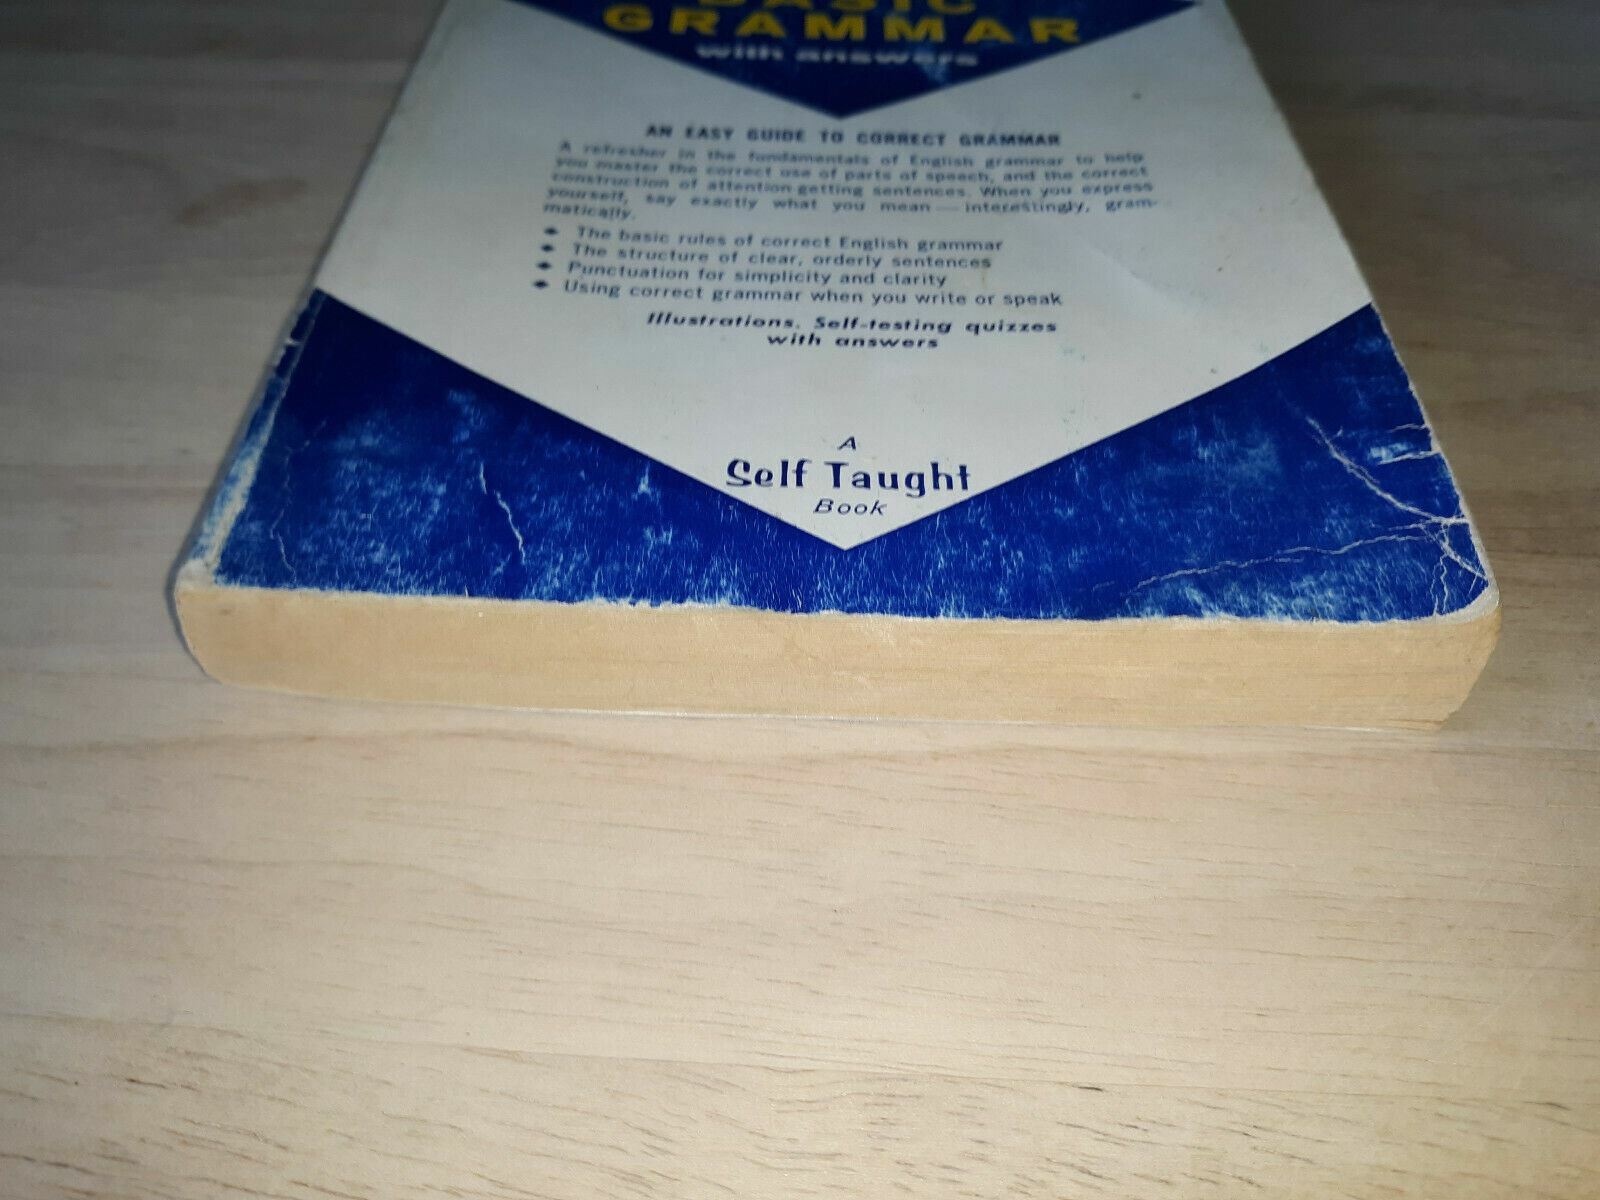 BASIC
GRAMMAR
with answers
AN EASY GUIDE TO CORRECT GRAMMAR
A refresher in the fundamentals of English grammar to help
you master the correct use of parts of speech, and the correct
construction of attention-getting sentences. When you express
yourself, say exactly what you mean — interestingly, gram-
matically.
◆ The basic rules of correct English grammar
◆ The structure of clear, orderly sentences
◆ Punctuation for simplicity and clarity
◆ Using correct grammar when you write or speak
Illustrations. Self-testing quizzes
with answers
A
Self Taught
Book